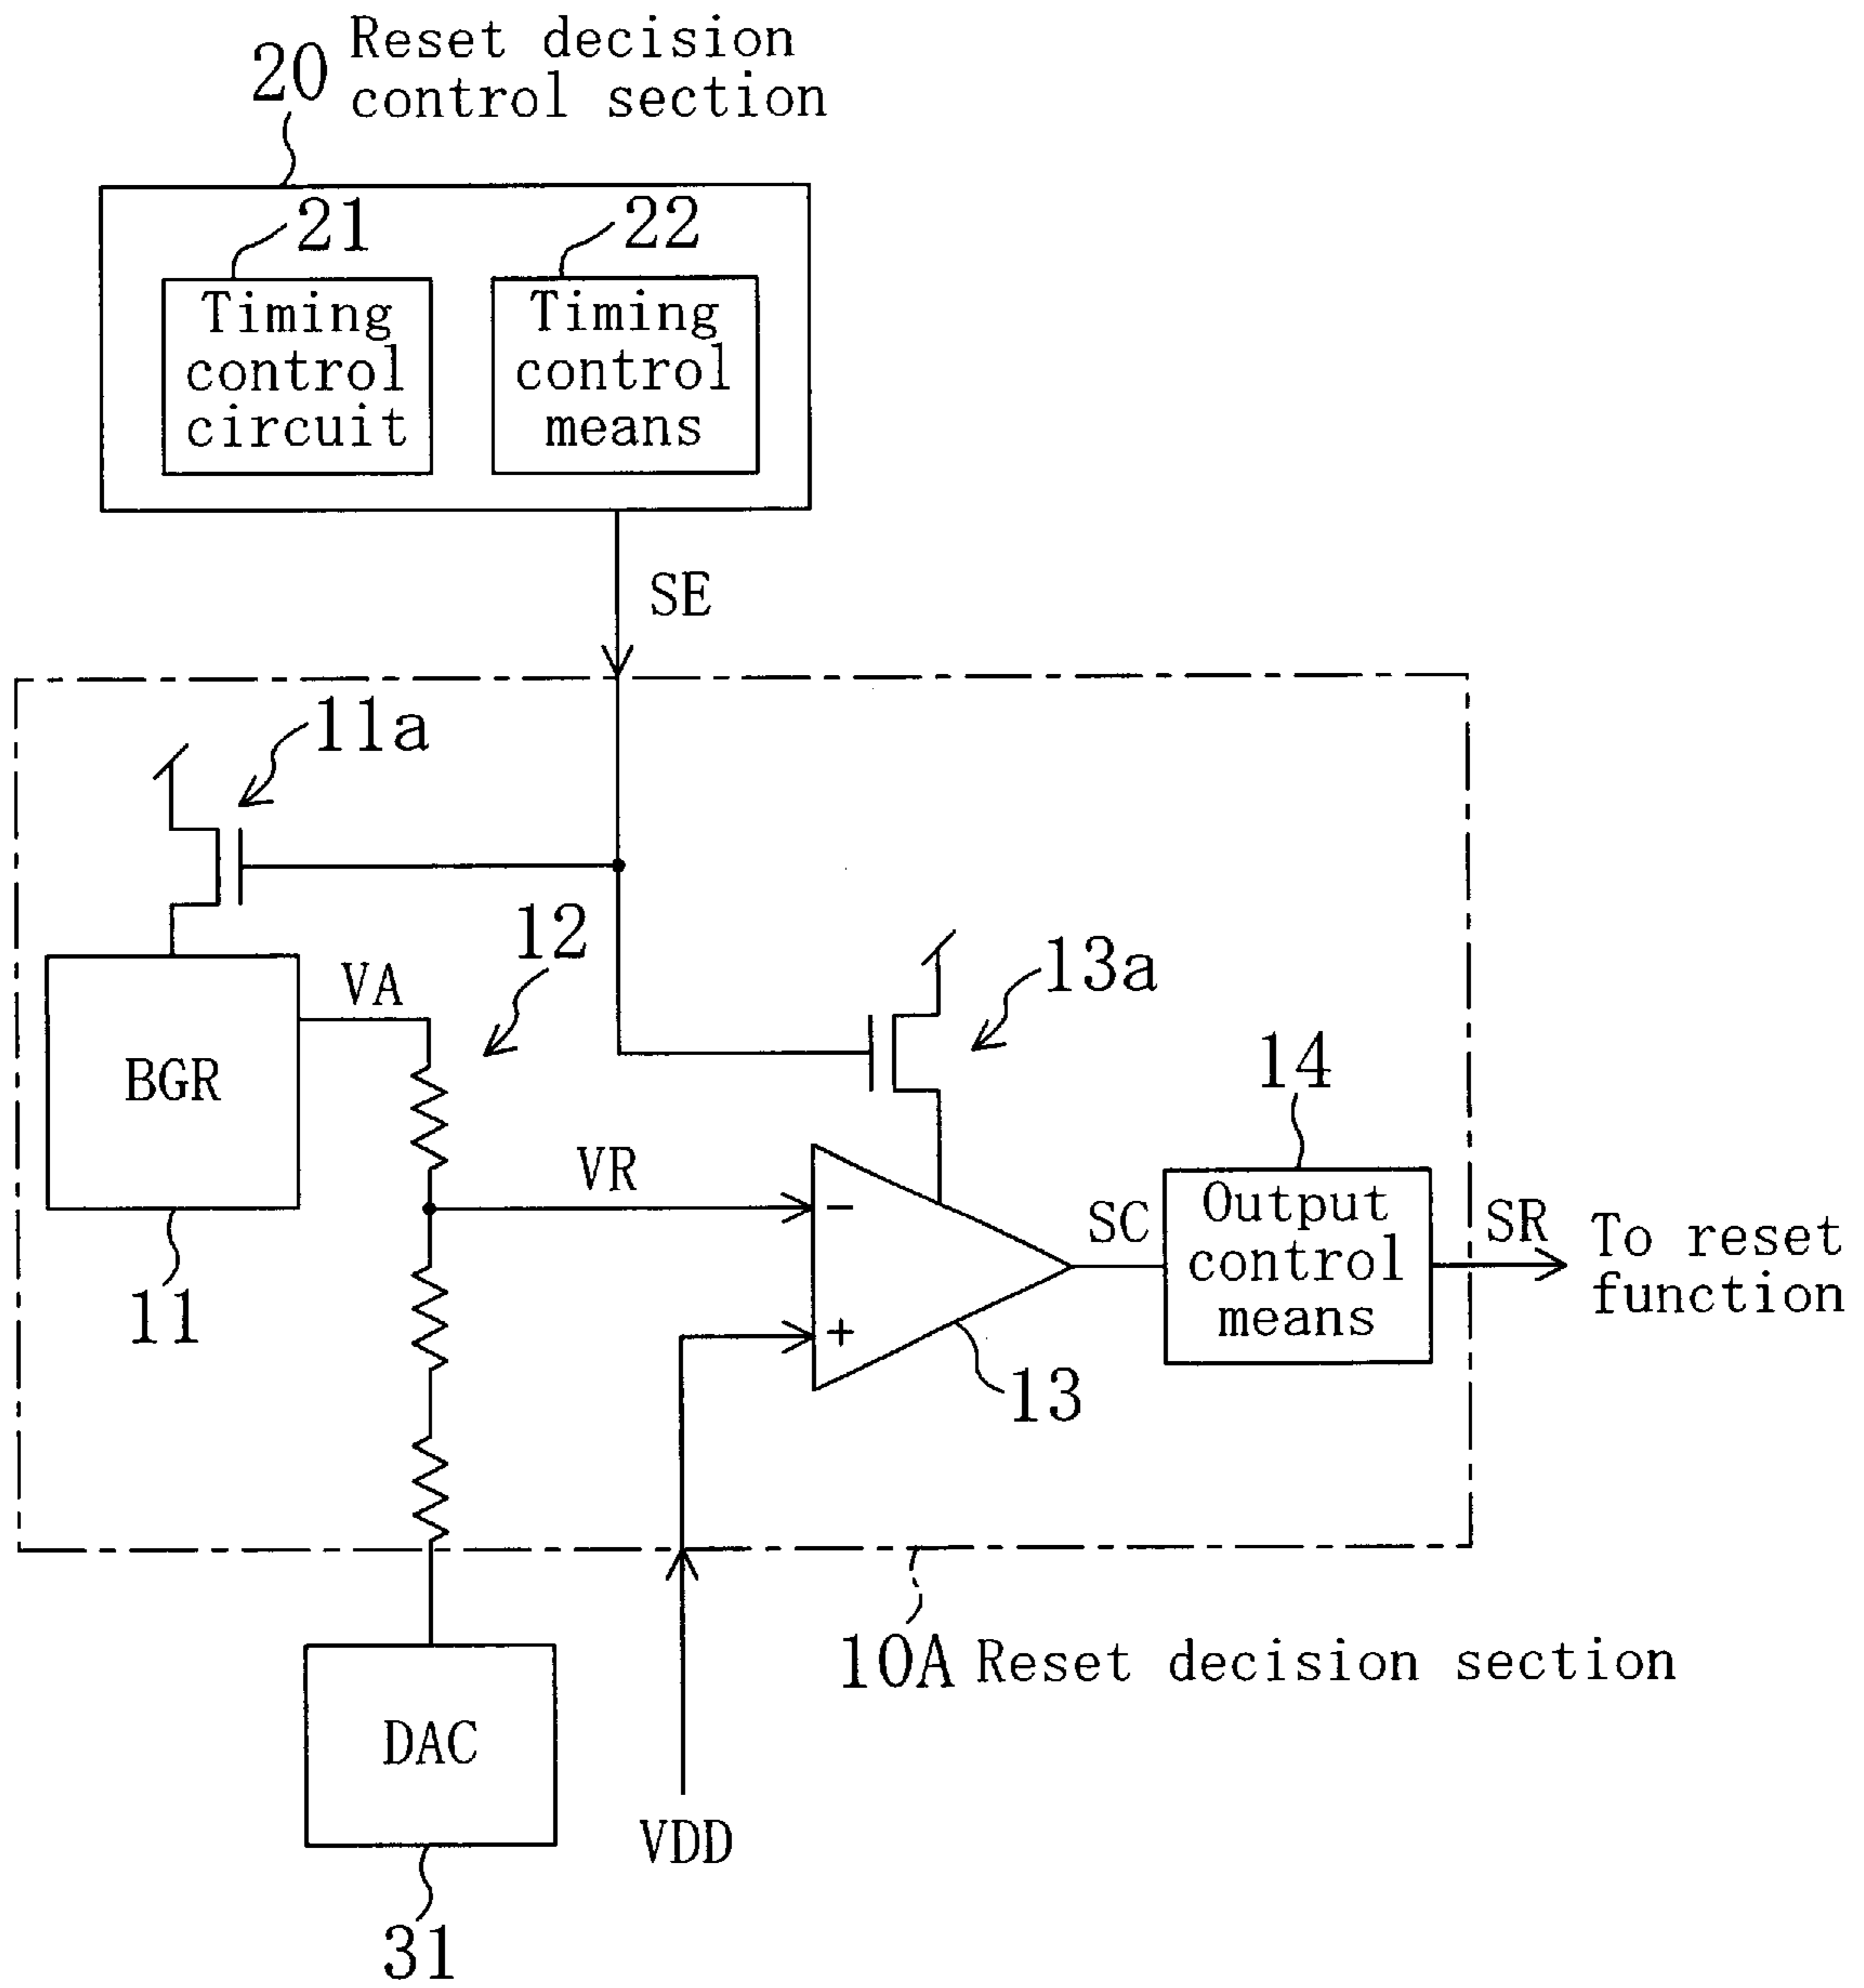 20 Reset decision
control section
21
22
Timing
control
circuit
Timing
control
means
SE
11a
12
13a
VA
BGR
14
VR
-
Output
control
means
SC
SR
To reset
function
11
+
13
10A Reset decision section
DAC
VDD
31